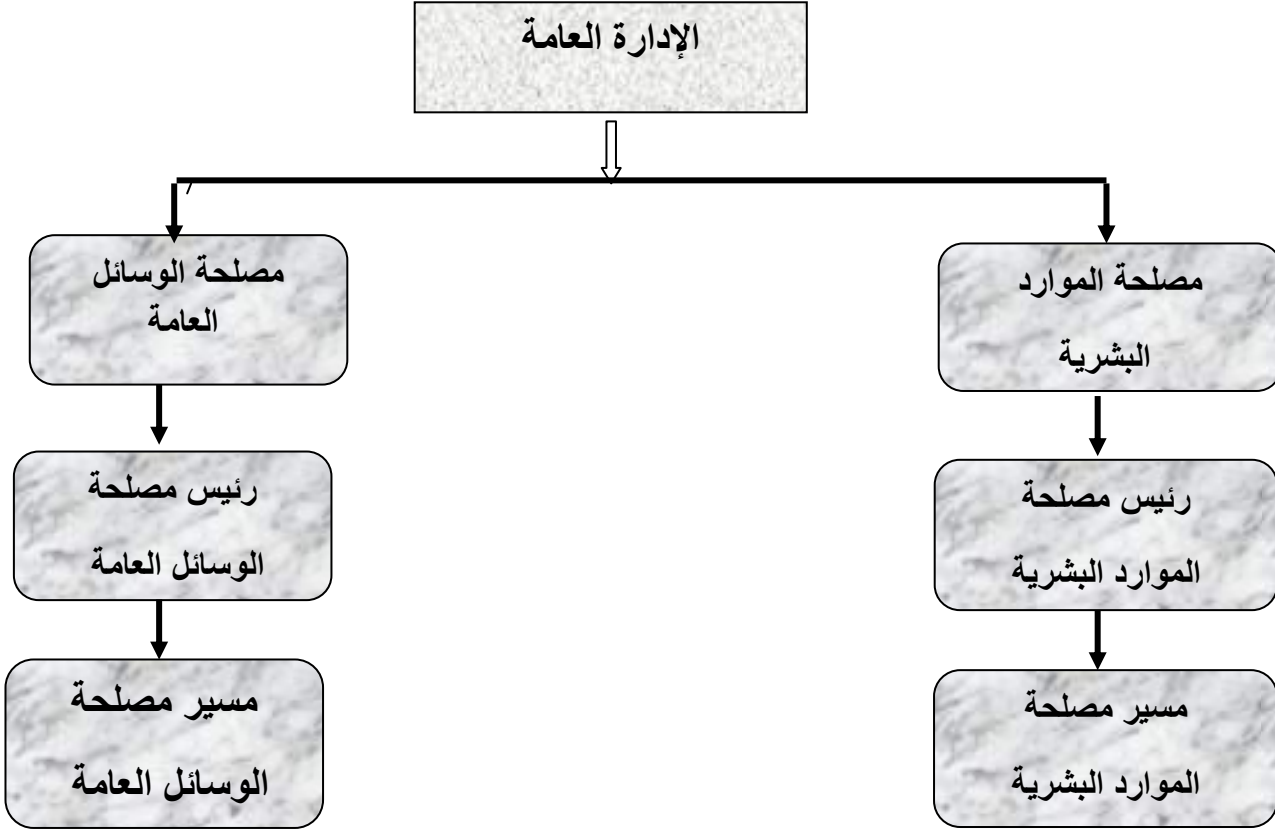 الإدارة العامة
مصلحة الموارد
البشرية
رئيس مصلحة
الموارد البشرية
مسير مصلحة
الموارد البشرية
مصلحة الوسائل
العامة
رئيس مصلحة
الوسائل العامة
مسير مصلحة
الوسائل العامة